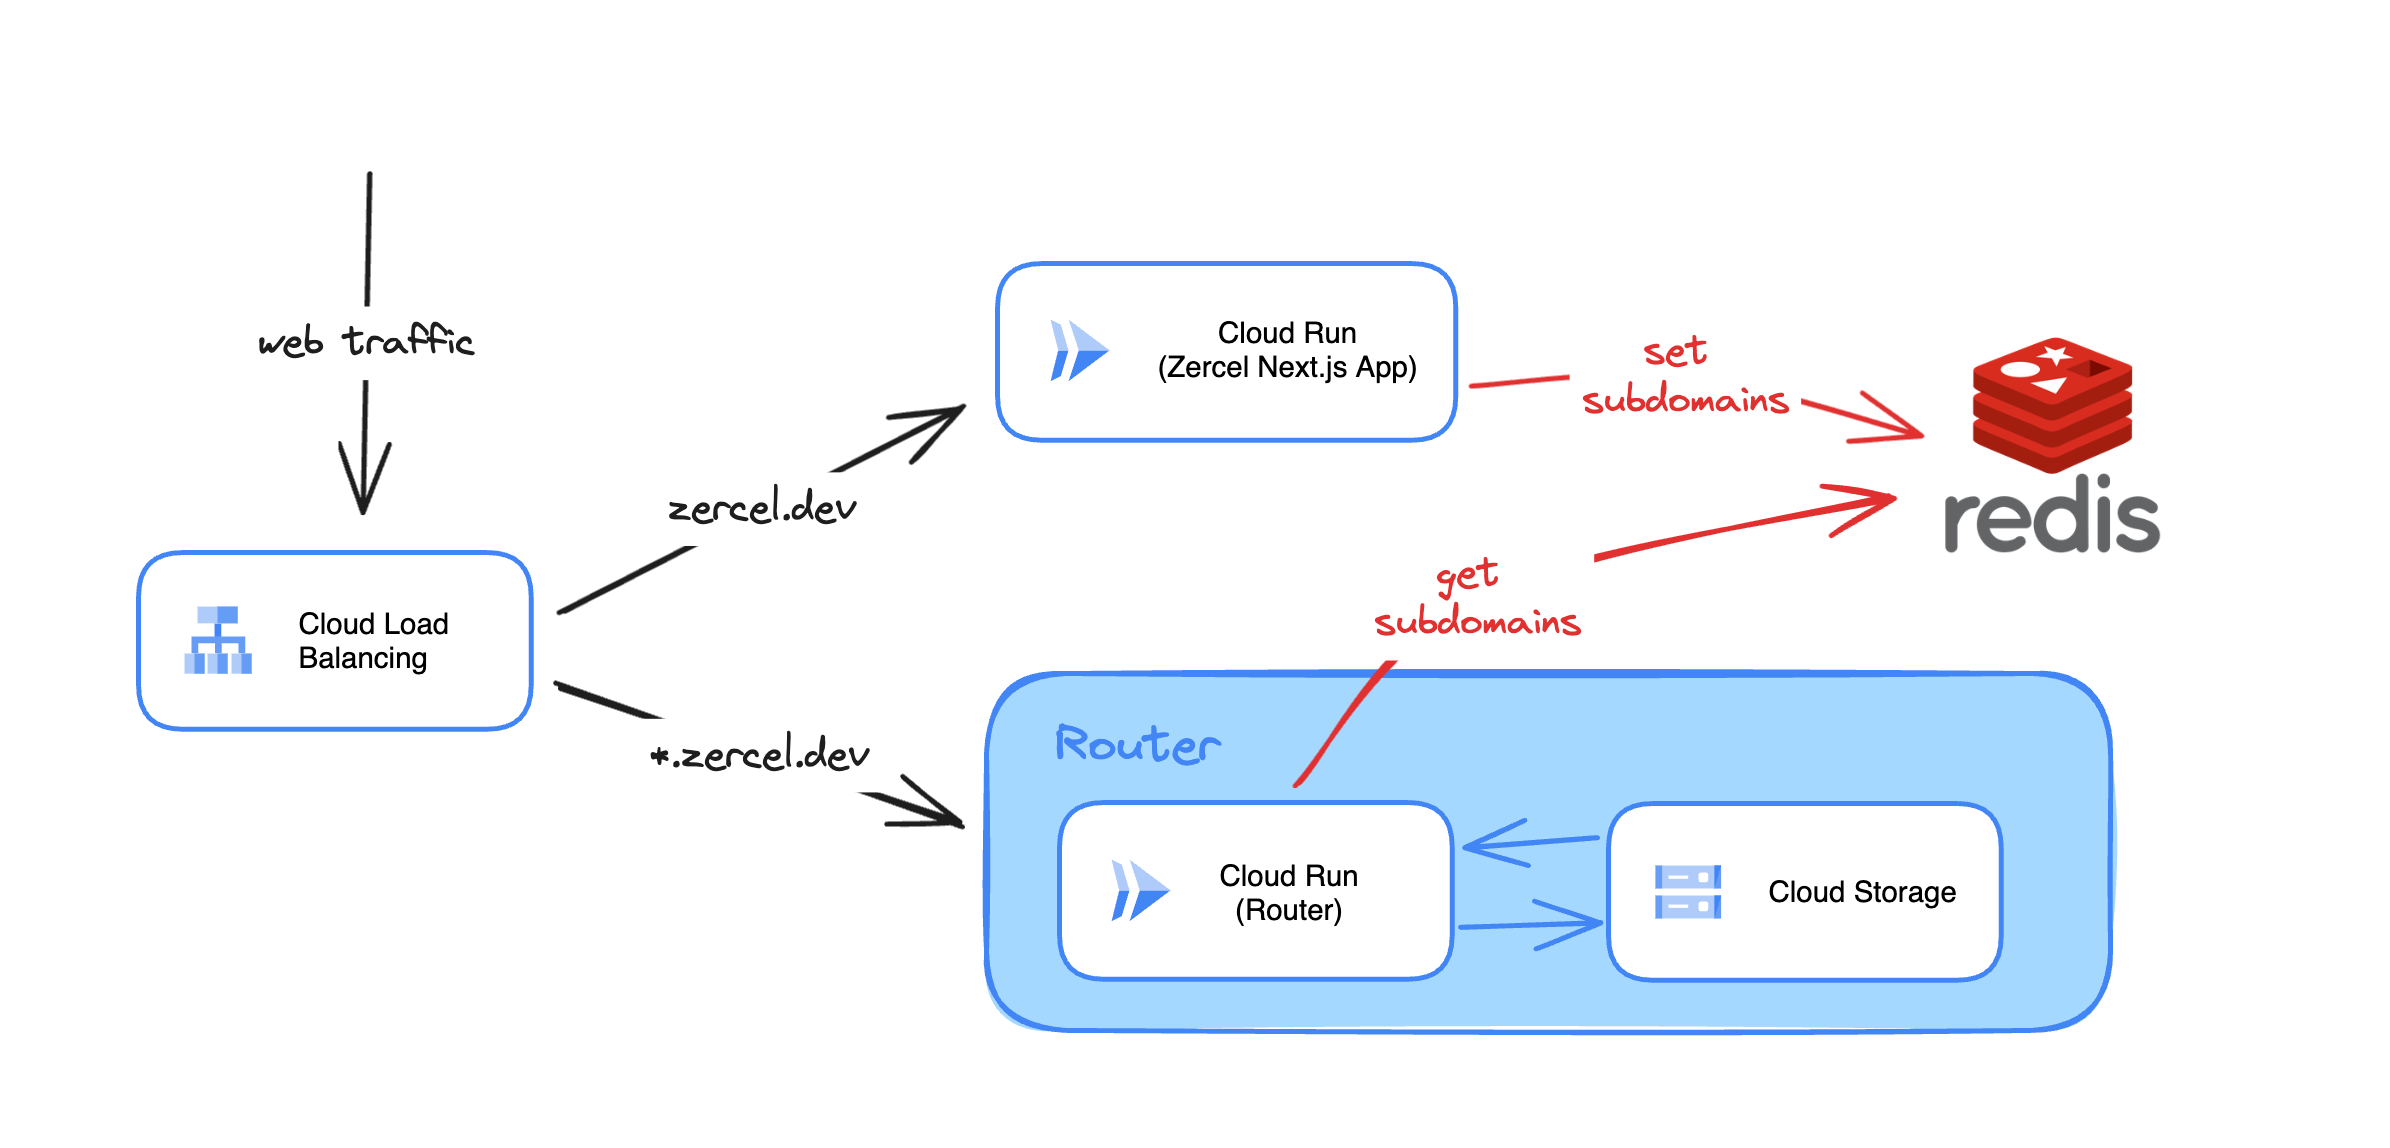 web traffic
Cloud Load
Balancing
zercel.dev
*.zercel.dev
Cloud Run
(Zercel Next.js App)
set
subdomains
redis
get
subdomains
Router
Cloud Run
(Router)
Cloud Storage